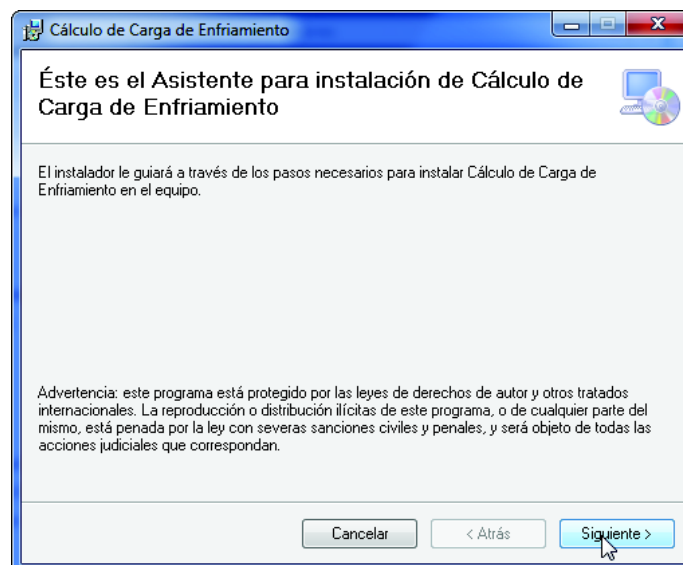 Cálculo de Carga de Enfriamiento
Éste es el Asistente para instalación de Cálculo de
Carga de Enfriamiento
El instalador le guiará a través de los pasos necesarios para instalar Cálculo de Carga de
Enfriamiento en el equipo.
Advertencia: este programa está protegido por las leyes de derechos de autor y otros tratados
internacionales. La reproducción o distribución ilícitas de este programa, o de cualquier parte del
mismo, está penada por la ley con severas sanciones civiles y penales, y será objeto de todas las
acciones judiciales que correspondan.
Cancelar
< Atrás
Siguiente >